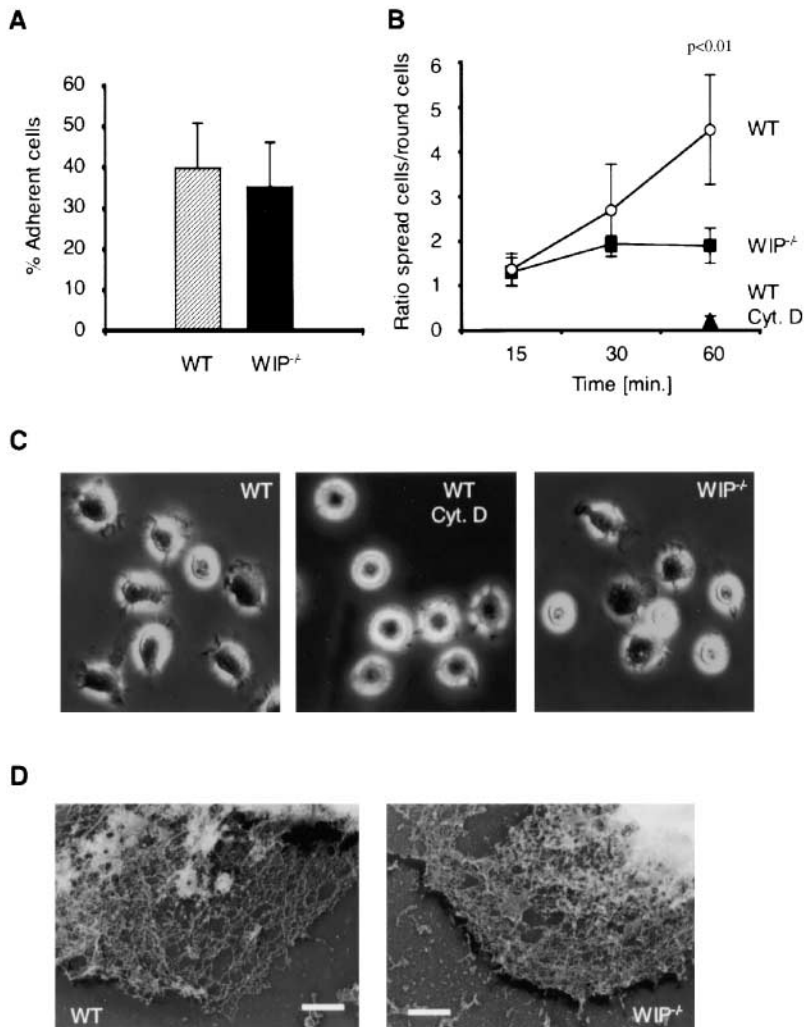 A
60
50
40
30
20
10
0
% Adherent cells
WT
WIP-/-
B
p<0.01
6
5
4
3
2
1
0
Ratio spread cells/round cells
15
30
60
Time [min.]
WT
WIP-/-
WT
Cyt. D
C
WT
WT
Cyt. D
WIP-/-
D
WT
WIP-/-